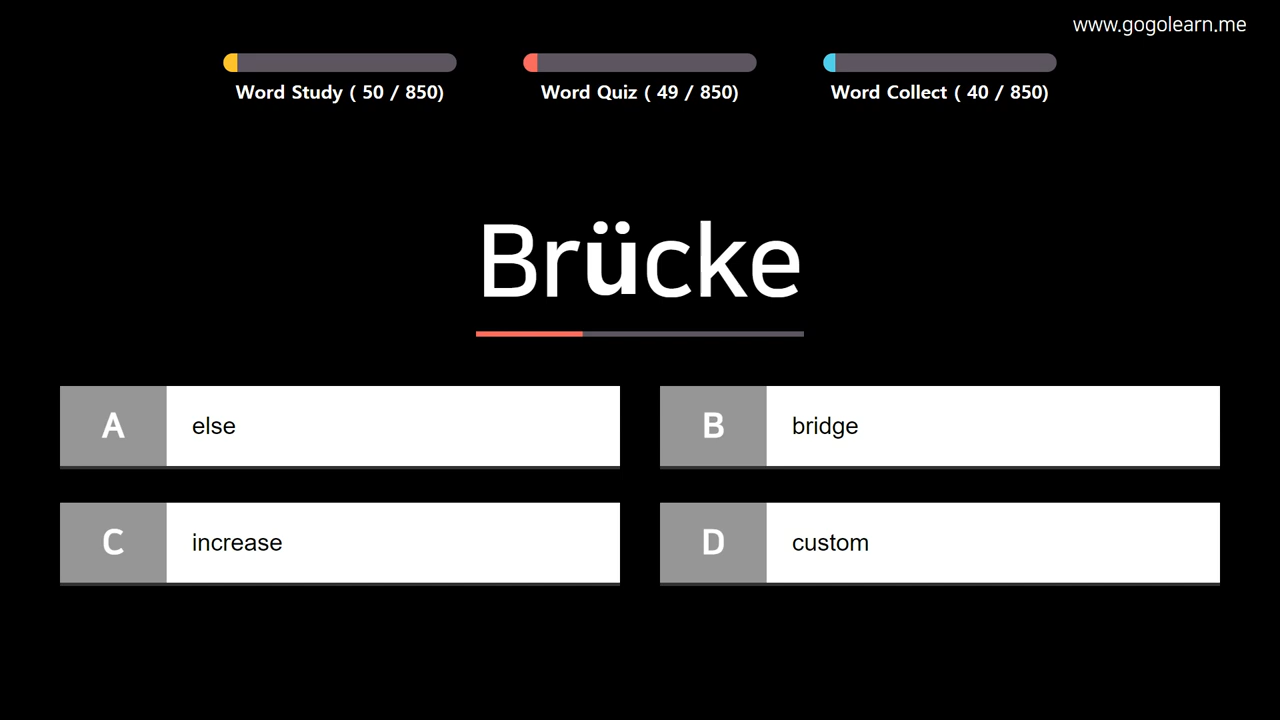 www.gogolearn.me
Word Study ( 50 / 850)
Word Quiz ( 49 / 850)
Word Collect ( 40 / 850)
Brücke
A else
B bridge
C increase
D custom